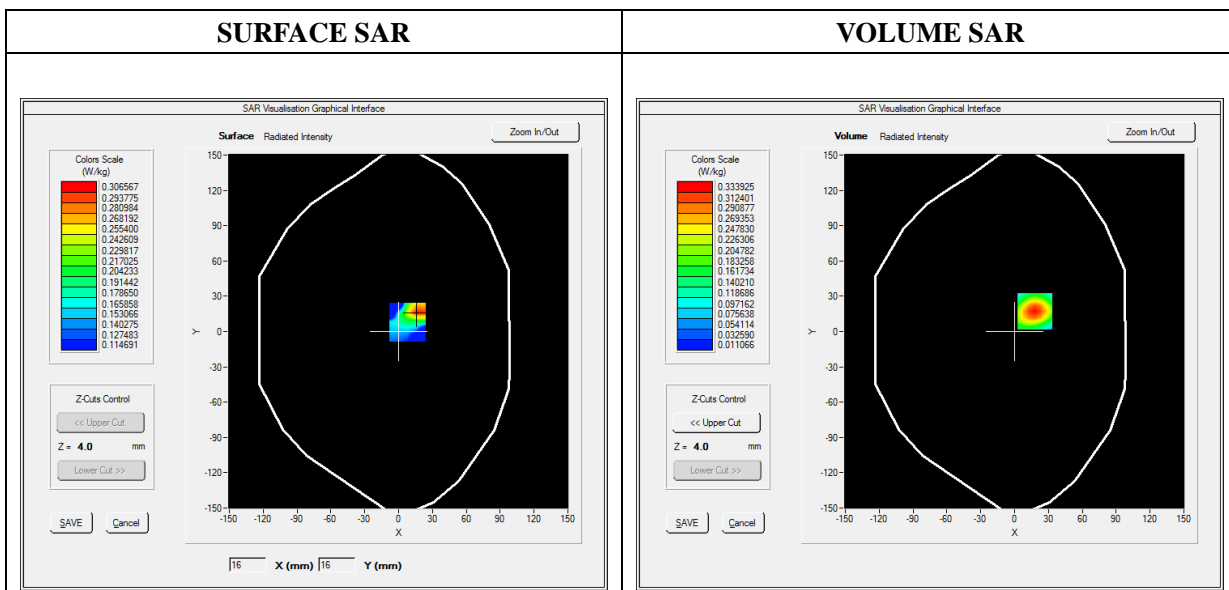 SURFACE SAR
VOLUME SAR
SAR Visualisation Graphical Interface
Surface Radiated Intensity
Zoom In/Out
Colors Scale
(W/kg)
0.306567
0.293775
0.280984
0.268192
0.255400
0.242609
0.229817
0.217025
0.204233
0.191442
0.178650
0.165858
0.153066
0.140275
0.127483
0.114691
Z-Cuts Control
<< Upper Cut
Z = 4.0 mm
Lower Cut >>
SAVE Cancel
150
120
90
60
30
0
-30
-60
-90
-120
-150
Y
-150 -120 -90 -60 -30 0 30 60 90 120 150
X
16 X (mm) 16 Y (mm)
SAR Visualisation Graphical Interface
Volume Radiated Intensity
Zoom In/Out
Colors Scale
(W/kg)
0.333925
0.312401
0.290877
0.269353
0.247830
0.226306
0.204782
0.183258
0.161734
0.140210
0.118686
0.097162
0.075638
0.054114
0.032590
0.011066
Z-Cuts Control
<< Upper Cut
Z = 4.0 mm
Lower Cut >>
SAVE Cancel
150
120
90
60
30
0
-30
-60
-90
-120
-150
Y
-150 -120 -90 -60 -30 0 30 60 90 120 150
X